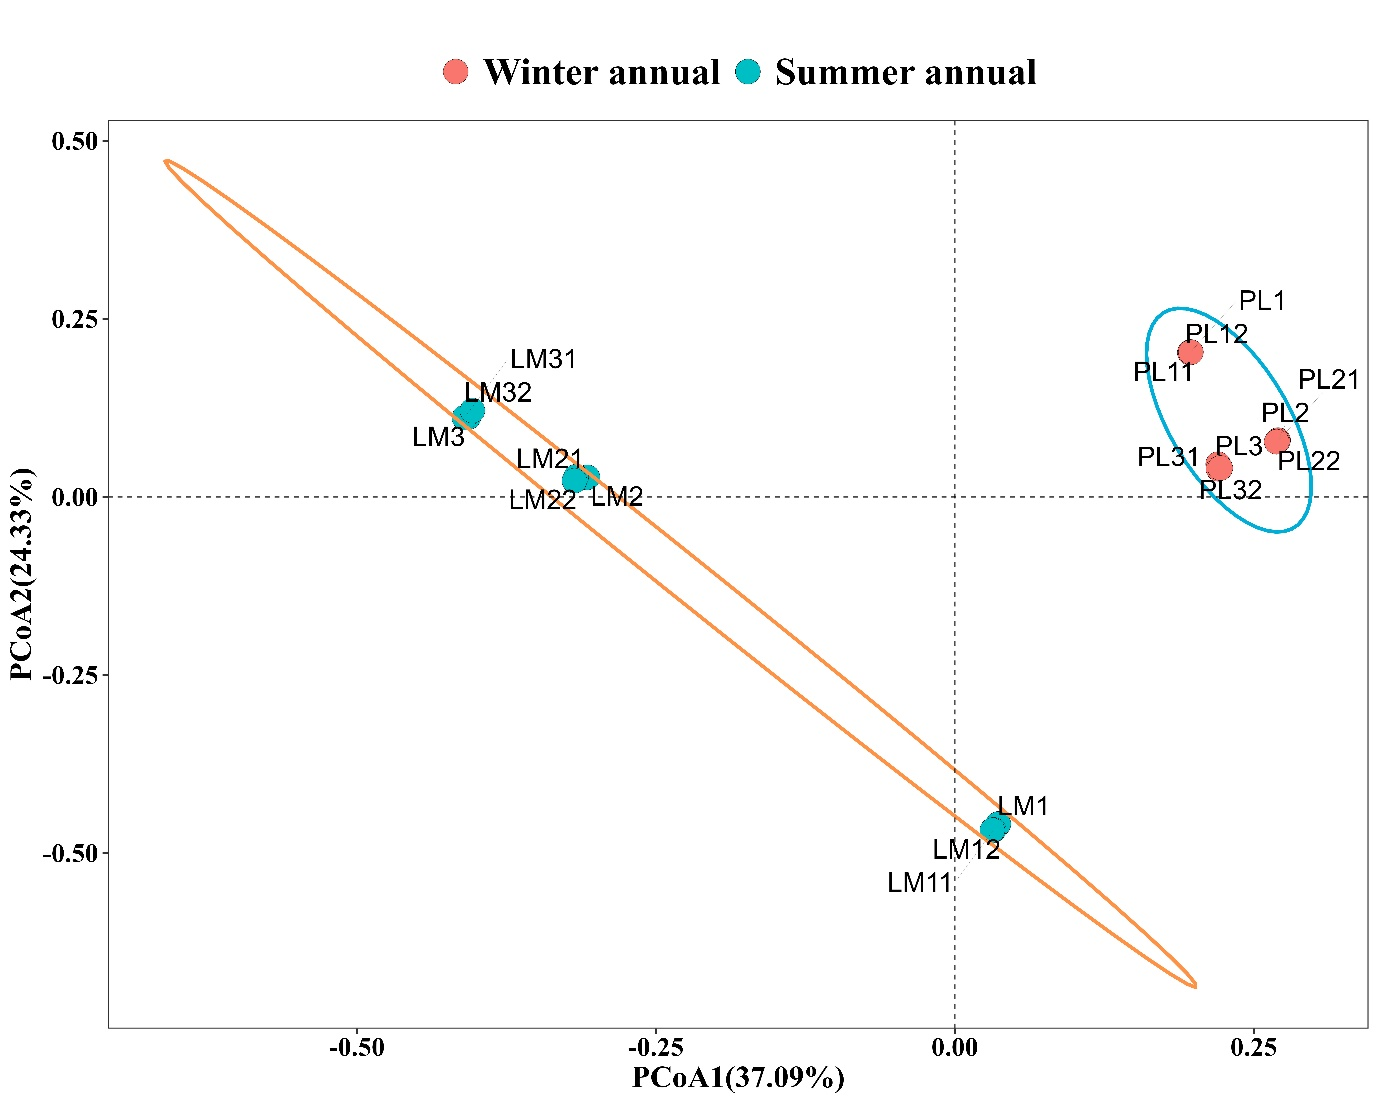 Winter annual Summer annual
0.50
0.25
0.00
-0.25
-0.50
PCoA2(24.33%)
PL1
PL12
PL11
PL21
PL2
PL3
PL31
PL22
PL32
LM31
LM32
LM3
LM21
LM22
LM2
LM1
LM12
LM11
-0.50 -0.25 0.00 0.25
PCoA1(37.09%)